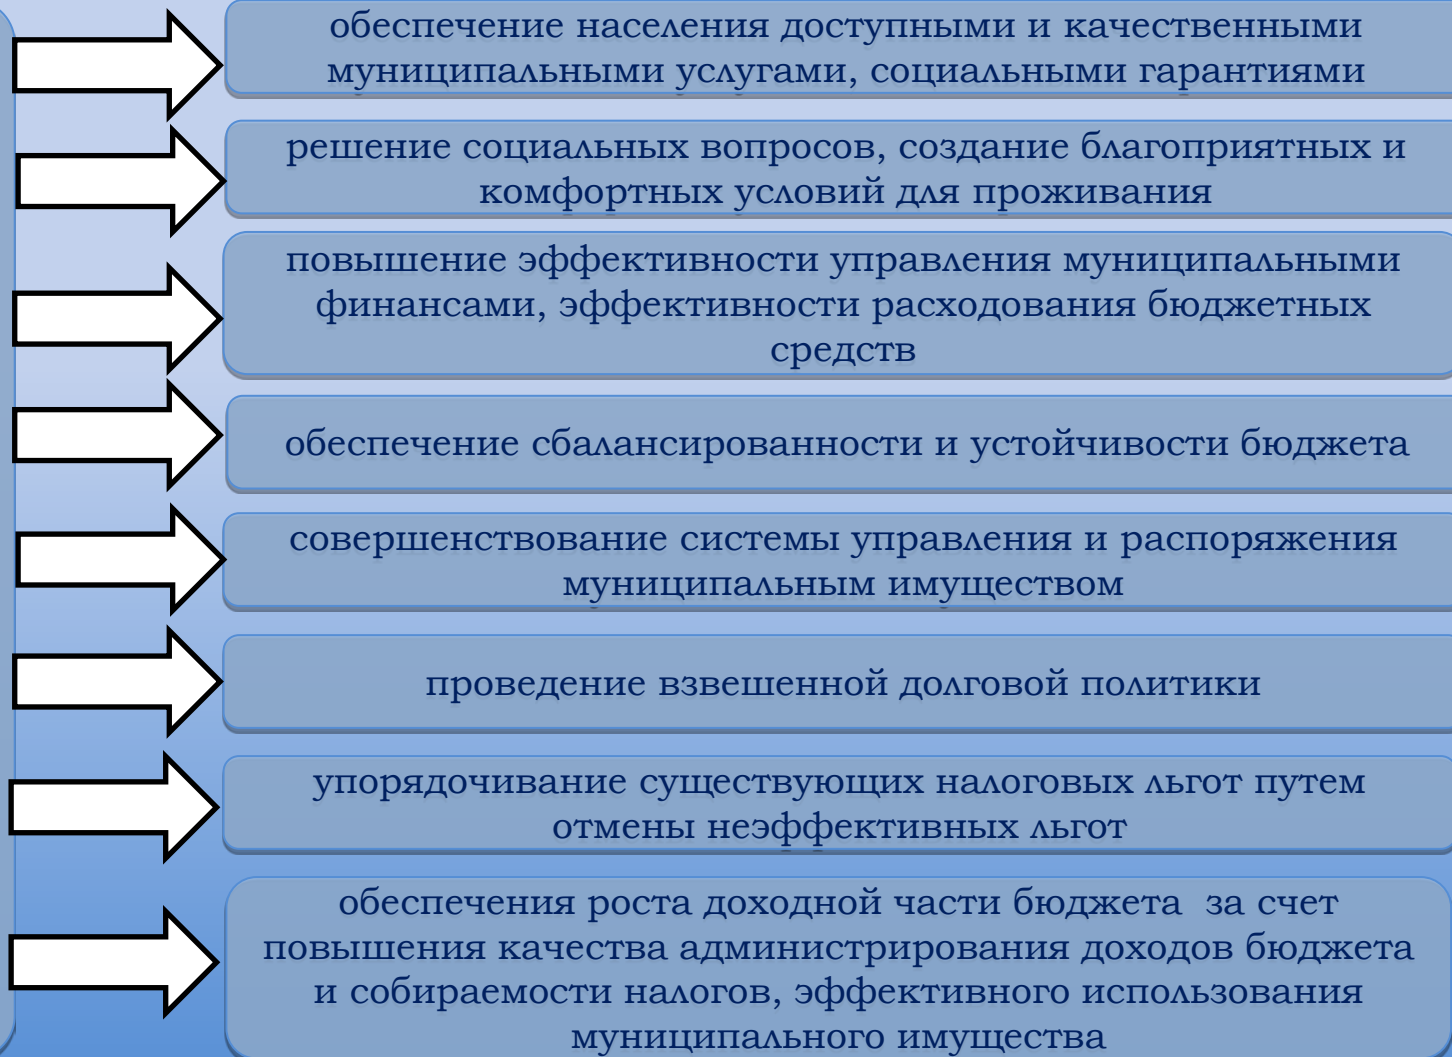 обеспечение населения доступными и качественными
муниципальными услугами, социальными гарантиями
решение социальных вопросов, создание благоприятных и
комфортных условий для проживания
повышение эффективности управления муниципальными
финансами, эффективности расходования бюджетных
средств
обеспечение сбалансированности и устойчивости бюджета
совершенствование системы управления и распоряжения
муниципальным имуществом
проведение взвешенной долговой политики
упорядочивание существующих налоговых льгот путем
отмены неэффективных льгот
обеспечения роста доходной части бюджета за счет
повышения качества администрирования доходов бюджета
и собираемости налогов, эффективного использования
муниципального имущества